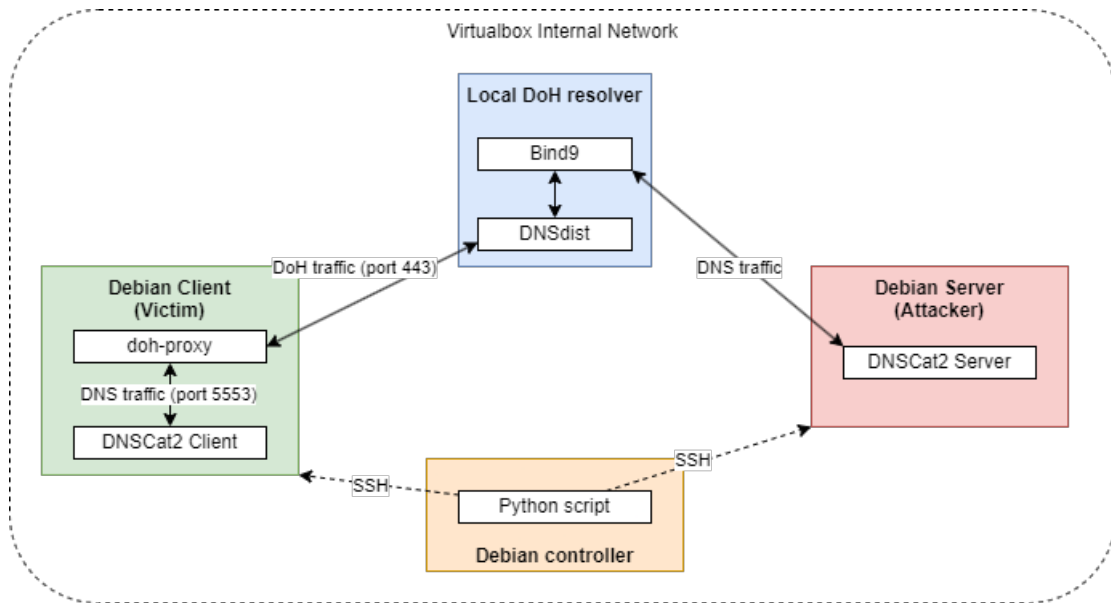 Virtualbox Internal Network
Local DoH resolver
Bind9
DNSdist
DoH traffic (port 443)
DNS traffic
Debian Client
(Victim)
doh-proxy
DNS traffic (port 5553)
DNSCat2 Client
Debian Server
(Attacker)
DNSCat2 Server
SSH
SSH
Python script
Debian controller